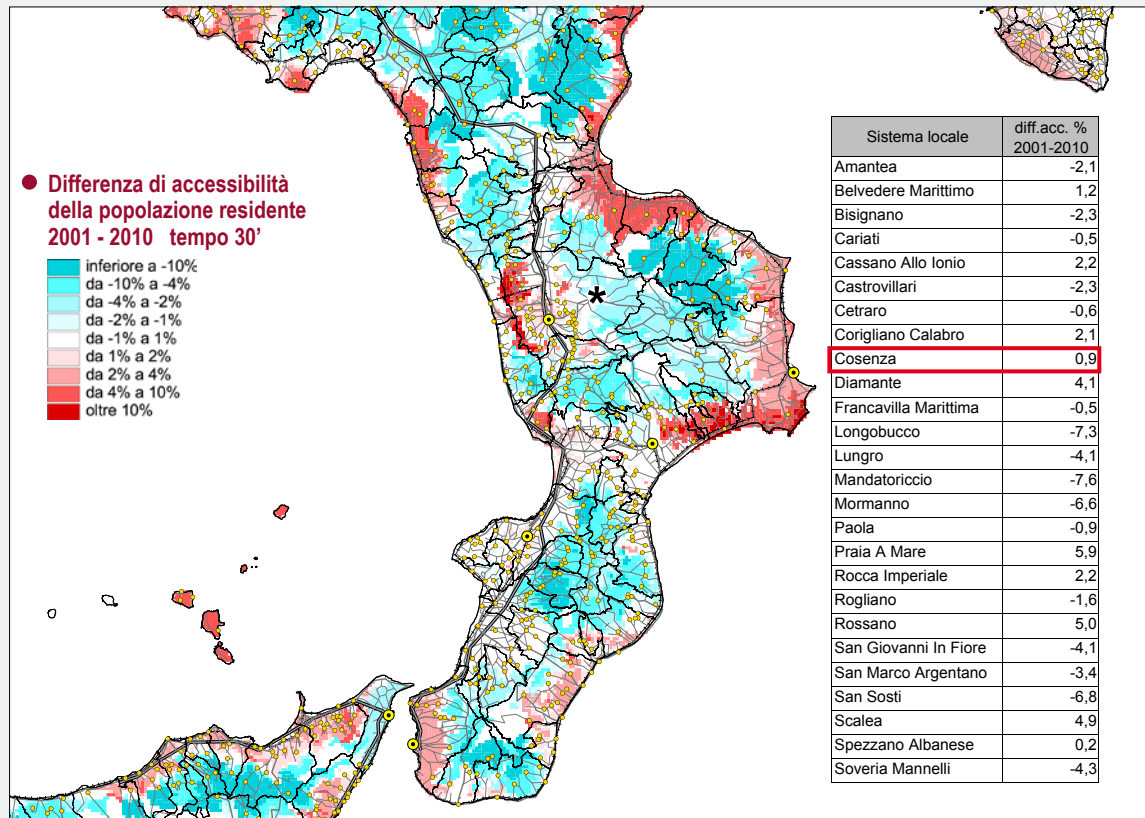 Differenza di accessibilità
della popolazione residente
2001 - 2010 tempo 30’
inferiore a -10%
da -10% a -4%
da -4% a -2%
da -2% a -1%
da -1% a 1%
da 1% a 2%
da 2% a 4%
da 4% a 10%
oltre 10%
*
Sistema locale diff.acc. %
2001-2010
Amantea -2,1
Belvedere Marittimo 1,2
Bisignano -2,3
Cariati -0,5
Cassano Allo Ionio 2,2
Castrovillari -2,3
Cetraro -0,6
Corigliano Calabro 2,1
Cosenza 0,9
Diamante 4,1
Francavilla Marittima -0,5
Longobucco -7,3
Lungro -4,1
Mandatoriccio -7,6
Mormanno -6,6
Paola -0,9
Praia A Mare 5,9
Rocca Imperiale 2,2
Rogliano -1,6
Rossano 5,0
San Giovanni In Fiore -4,1
San Marco Argentano -3,4
San Sosti -6,8
Scalea 4,9
Spezzano Albanese 0,2
Soveria Mannelli -4,3